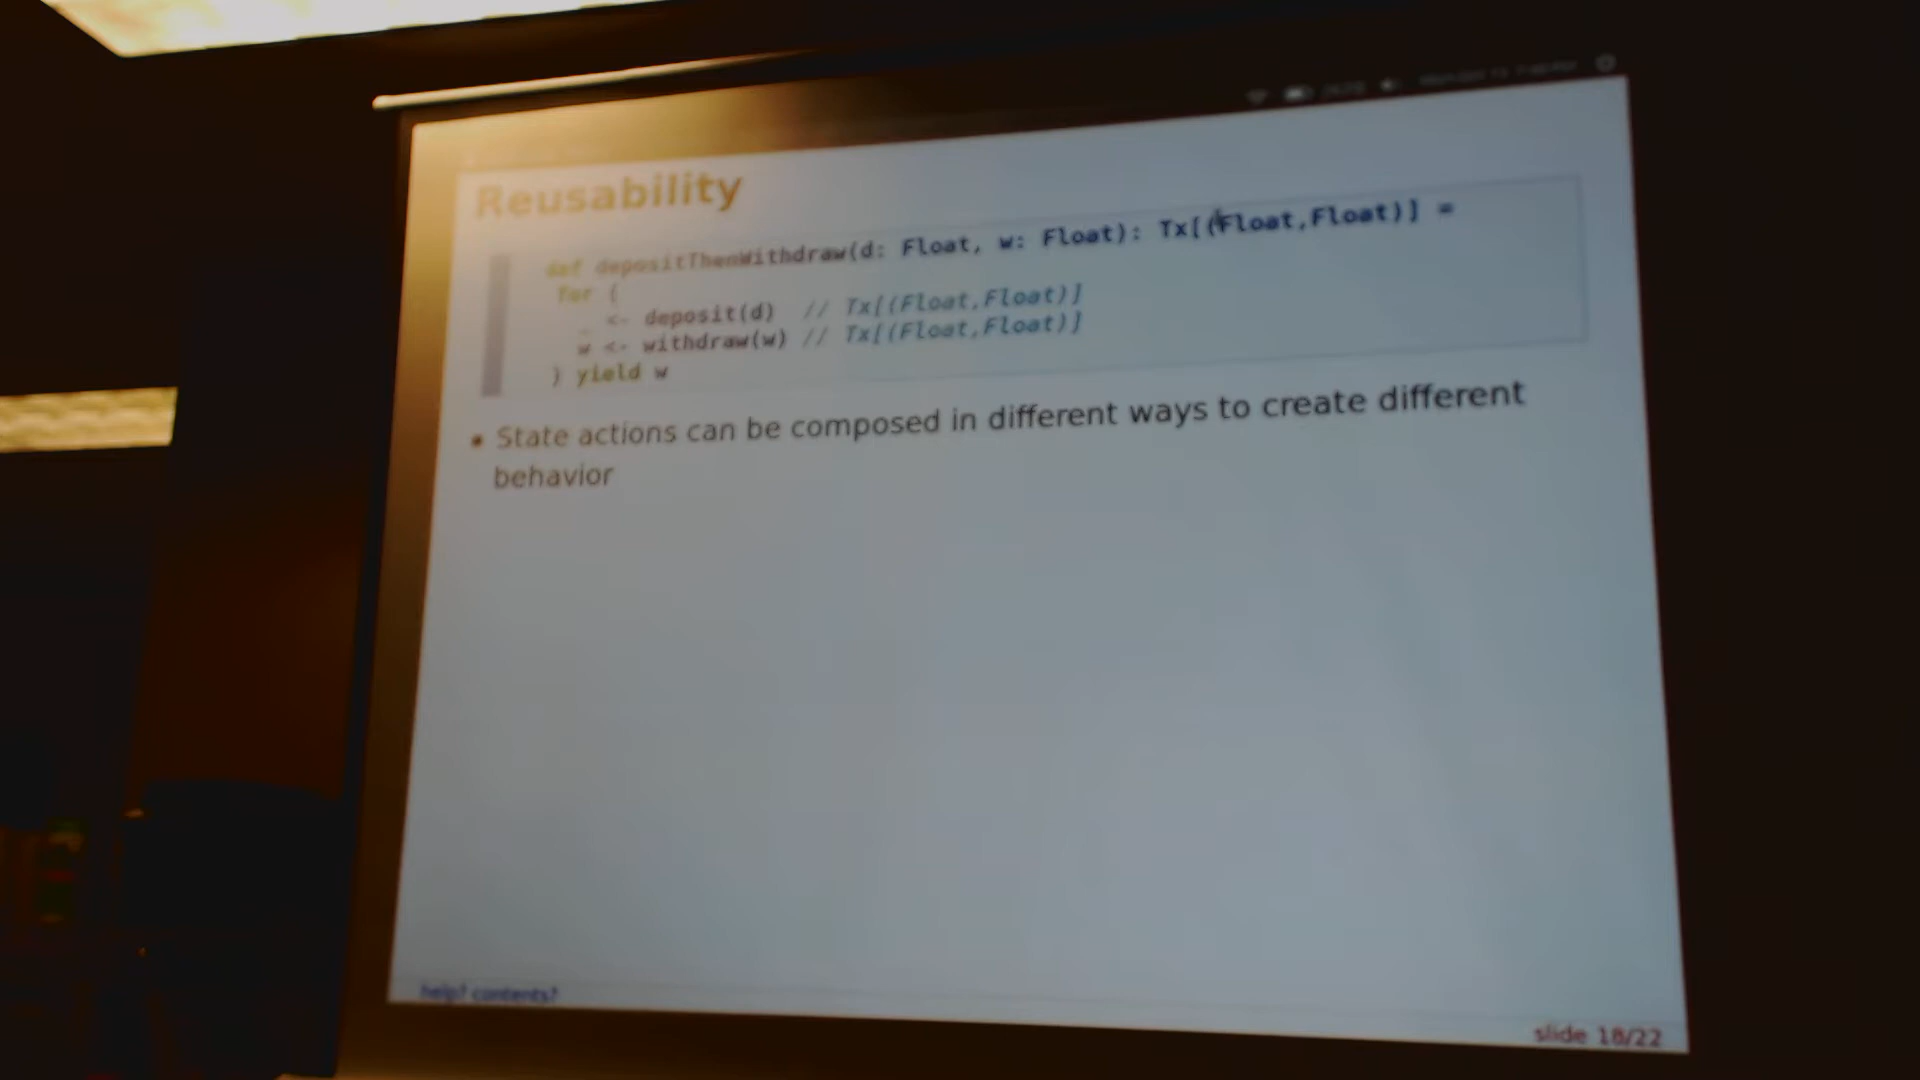 Reusability
def depositThenWithdraw(d: Float, w: Float): Tx[(Float,Float)] =
for {
_ <- deposit(d) // Tx[(Float,Float)]
w <- withdraw(w) // Tx[(Float,Float)]
} yield w
• State actions can be composed in different ways to create different
behavior
help? contents?
slide 18/22